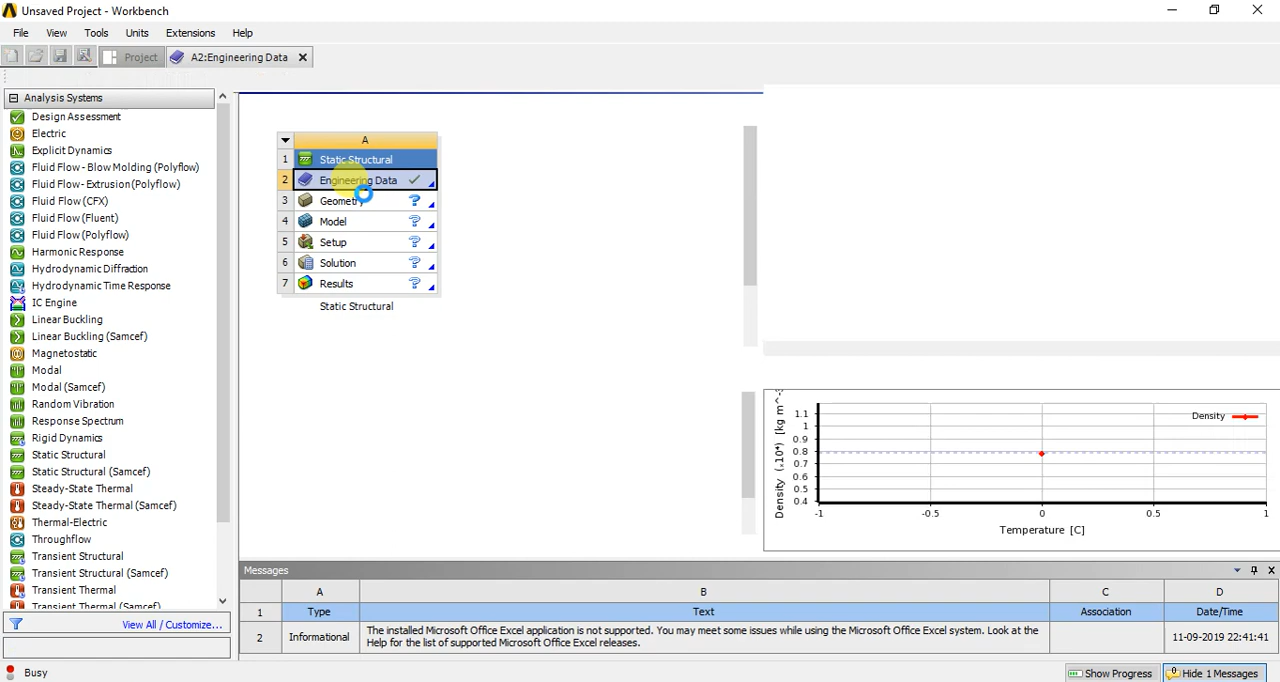 Unsaved Project - Workbench
File View Tools Units Extensions Help
Project A2:Engineering Data
Analysis Systems
Design Assessment
Electric
Explicit Dynamics
Fluid Flow - Blow Molding (Polyflow)
Fluid Flow- Extrusion(Polyflow)
Fluid Flow (CFX)
Fluid Flow (Fluent)
Fluid Flow (Polyflow)
Harmonic Response
Hydrodynamic Diffraction
Hydrodynamic Time Response
IC Engine
Linear Buckling
Linear Buckling (Samcef)
Magnetostatic
Modal
Modal (Samcef)
Random Vibration
Response Spectrum
Rigid Dynamics
Static Structural
Static Structural (Samcef)
Steady-State Thermal
Steady-State Thermal (Samcef)
Thermal-Electric
Throughflow
Transient Structural
Transient Structural (Samcef)
Transient Thermal
Transient Thermal (Samcef)
View All / Customize...
A
1 Static Structural
2 Engineering Data
3 Geometry ?
4 Model ?
5 Setup ?
6 Solution ?
7 Results ?
Static Structural
Density (×10⁴) [kg m^-3
1.1
1
0.9
0.8
0.7
0.6
0.5
0.4
-1 -0.5 0 0.5 1
Temperature [C]
Density
Messages
A B C D
1 Type Text Association Date/Time
2 Informational The installed Microsoft Office Excel application is not supported. You may meet some issues while using the Microsoft Office Excel system. Look at the 11-09-2019 22:41:41
Help for the list of supported Microsoft Office Excel releases.
Busy
Show Progress Hide 1 Messages